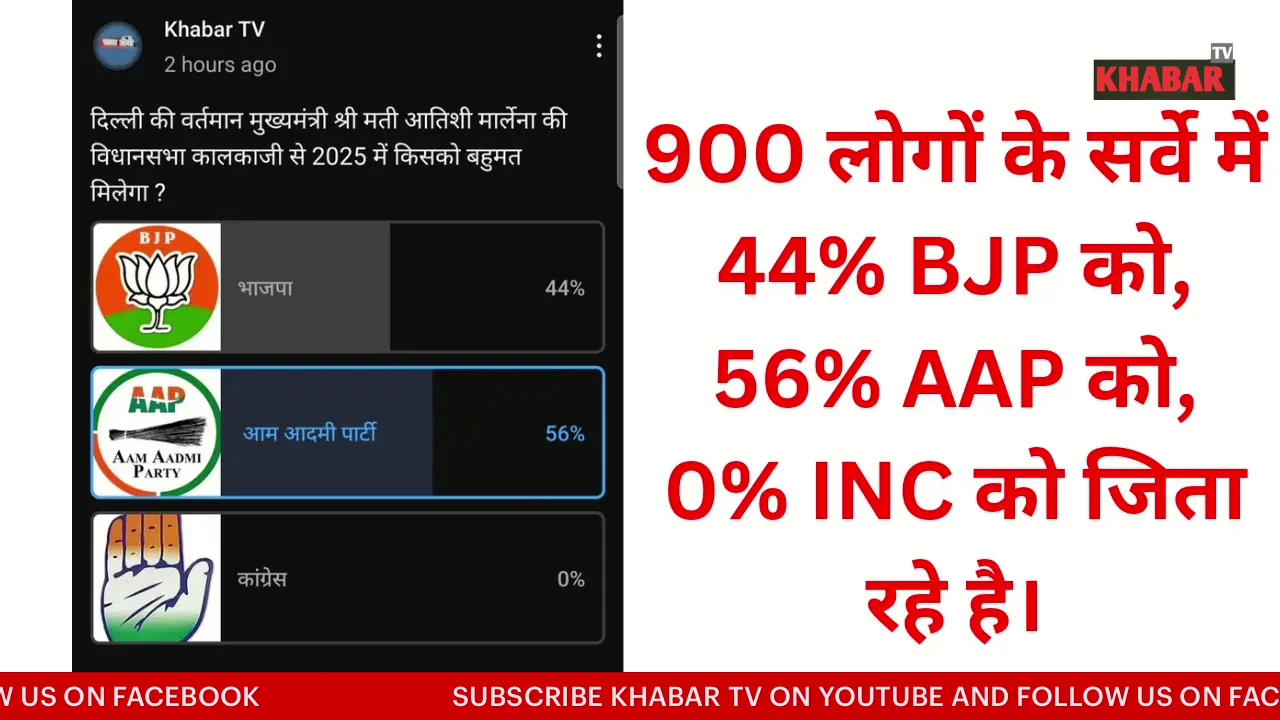 Khabar TV
2 hours ago
दिल्ली की वर्तमान मुख्यमंत्री श्री मती आतिशी मार्लेना की
विधानसभा कालकाजी से 2025 में किसको बहुमत
मिलेगा ?
BJP
भाजपा
44%
AAP
AAM AADMI
PARTY
आम आदमी पार्टी
56%
कांग्रेस
0%
TV
KHABAR
900 लोगों के सर्वे में
44% BJP को,
56% AAP को,
0% INC को जिता
रहे है।
W US ON FACEBOOK
SUBSCRIBE KHABAR TV ON YOUTUBE AND FOLLOW US ON FAC